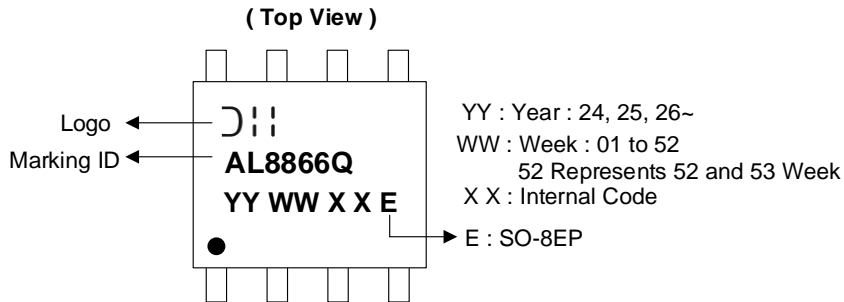 ( Top View )
Logo
Marking ID
AL8866Q
YY WW X X E
YY : Year : 24, 25, 26~
WW : Week : 01 to 52
52 Represents 52 and 53 Week
X X : Internal Code
E : SO-8EP